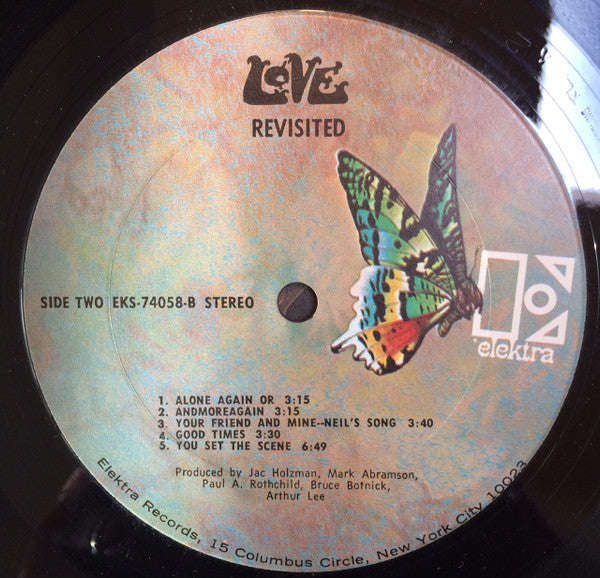 LOVE
REVISITED
SIDE TWO EKS-74058-B STEREO
elektra
1. ALONE AGAIN OR 3:15
2. ANDMOREAGAIN 3:15
3. YOUR FRIEND AND MINE--NEIL'S SONG 3:40
4. GOOD TIMES 3:30
5. YOU SET THE SCENE 6:49
Produced by Jac Holzman, Mark Abramson,
Paul A. Rothchild, Bruce Botnick,
Arthur Lee
Elektra Records, 15 Columbus Circle, New York City 10023